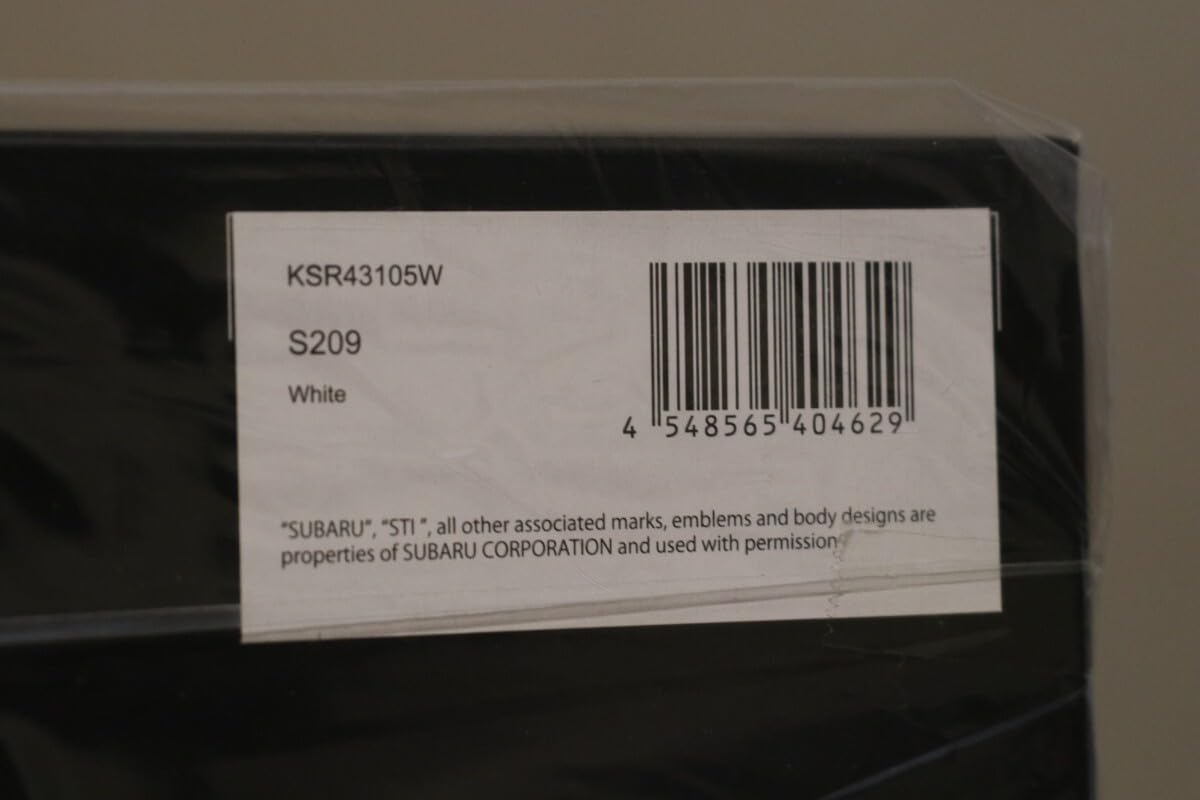 KSR43105W
S209
White
4 548565 404629
“SUBARU”, “STI ”, all other associated marks, emblems and body designs are
properties of SUBARU CORPORATION and used with permission